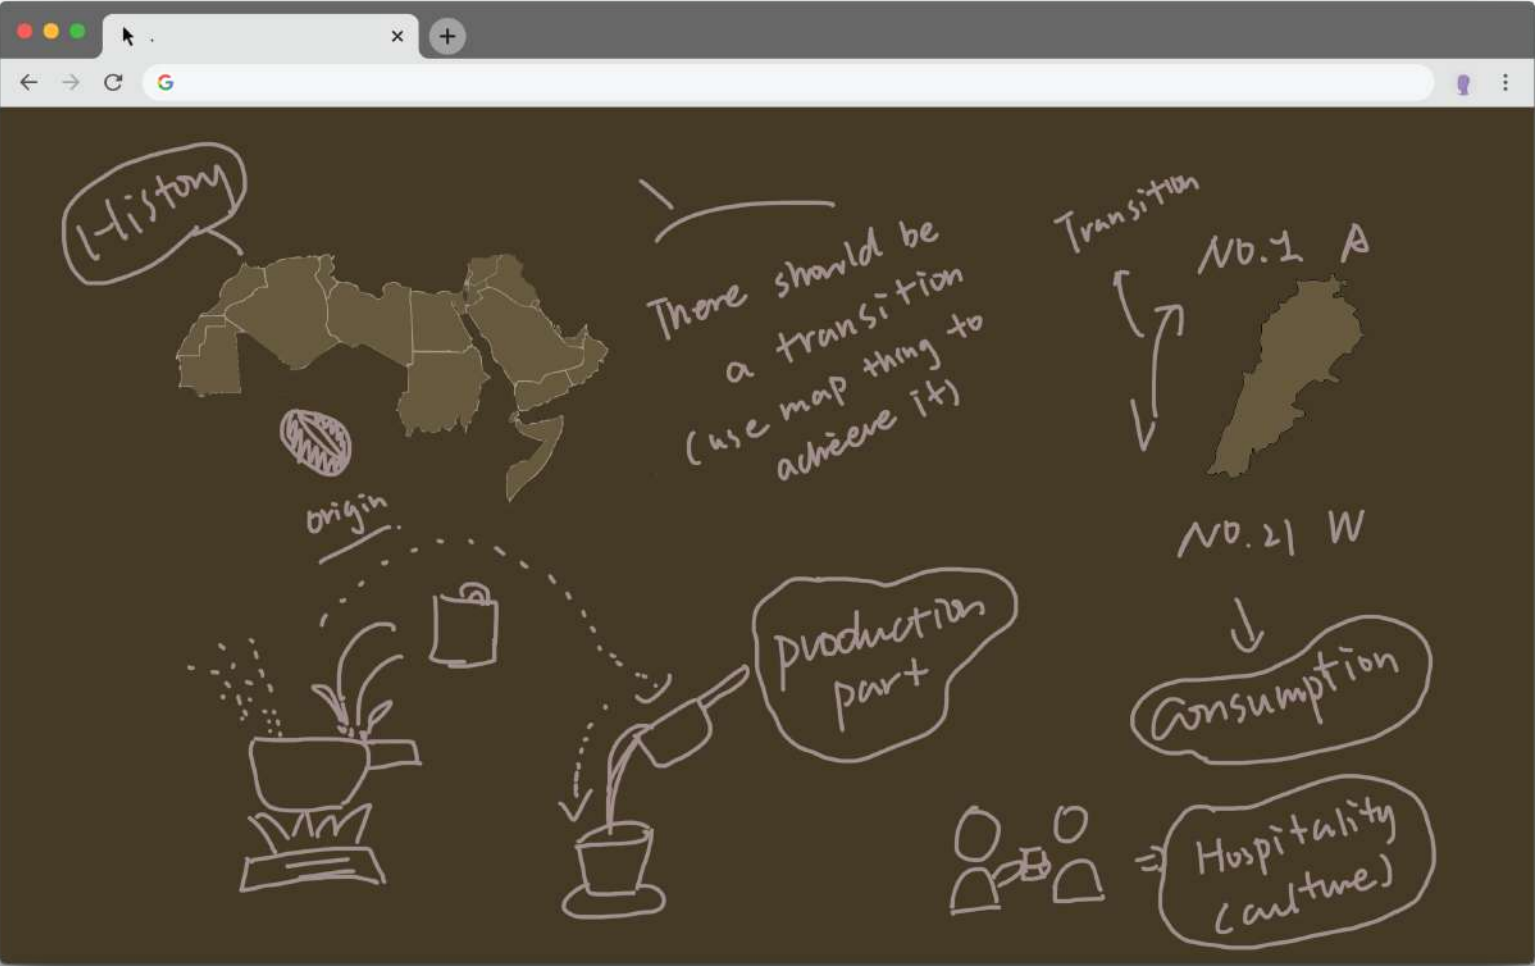 History
There should be
a transition
(use map thing to
achieve it)
Transition
NO.1 A
NO.21 W
origin
production
part
Consumption
Hospitality
(culture)